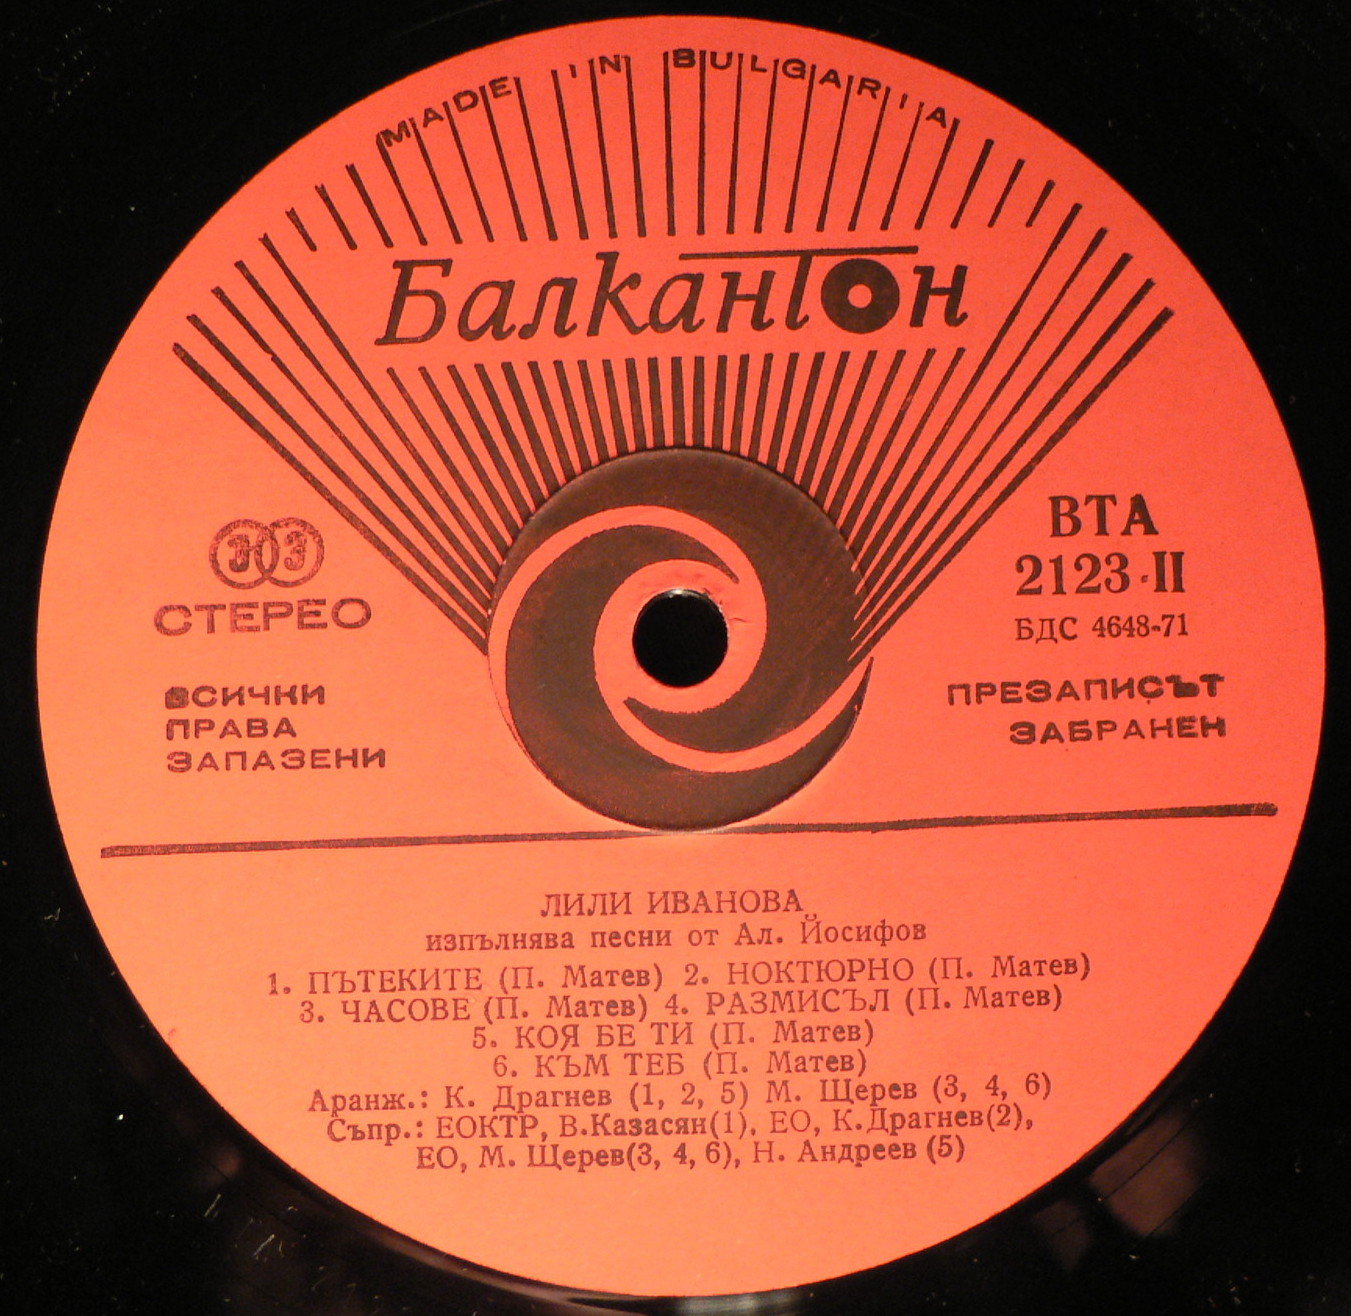 MADE IN BULGARIA
Балкантон
33
СТЕРЕО
ВСИЧКИ
ПРАВА
ЗАПАЗЕНИ
ВТА
2123-II
БДС 4648-71
ПРЕЗАПИСЪТ
ЗАБРАНЕН
ЛИЛИ ИВАНОВА
изпълнява песни от Ал. Йосифов
1. ПЪТЕКИТЕ (П. Матев) 2. НОКТЮРНО (П. Матев)
3. ЧАСОВЕ (П. Матев) 4. РАЗМИСЪЛ (П. Матев)
5. КОЯ БЕ ТИ (П. Матев)
6. КЪМ ТЕБ (П. Матев)
Аранж.: К. Драгнев (1, 2, 5) М. Щерев (3, 4, 6)
Съпр.: ЕОКТР, В.Казасян(1), ЕО, К.Драгнев(2),
ЕО, М. Щерев(3, 4, 6), Н. Андреев (5)